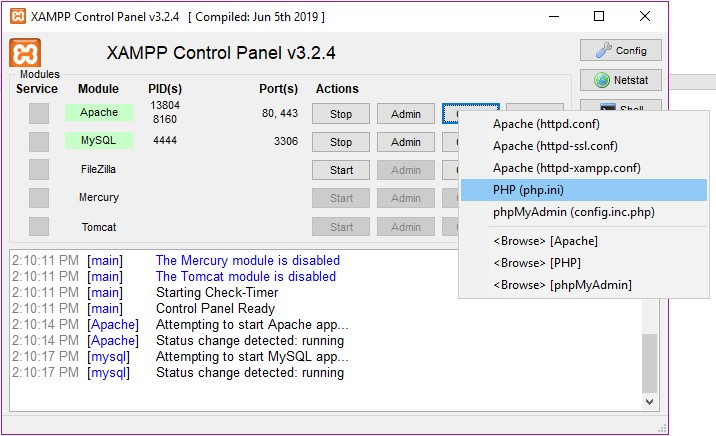 XAMPP Control Panel v3.2.4 [ Compiled: Jun 5th 2019 ]
XAMPP Control Panel v3.2.4
Config
Modules
Service Module PID(s) Port(s) Actions
Netstat
Shell
Apache 13804 8160 80, 443 Stop Admin
MySQL 4444 3306 Stop Admin
FileZilla Start Admin
Mercury Start Admin
Tomcat Start Admin
Apache (httpd.conf)
Apache (httpd-ssl.conf)
Apache (httpd-xampp.conf)
PHP (php.ini)
phpMyAdmin (config.inc.php)
<Browse> [Apache]
<Browse> [PHP]
<Browse> [phpMyAdmin]
2:10:11 PM [main] The Mercury module is disabled
2:10:11 PM [main] The Tomcat module is disabled
2:10:11 PM [main] Starting Check-Timer
2:10:11 PM [main] Control Panel Ready
2:10:14 PM [Apache] Attempting to start Apache app...
2:10:14 PM [Apache] Status change detected: running
2:10:17 PM [mysql] Attempting to start MySQL app...
2:10:17 PM [mysql] Status change detected: running